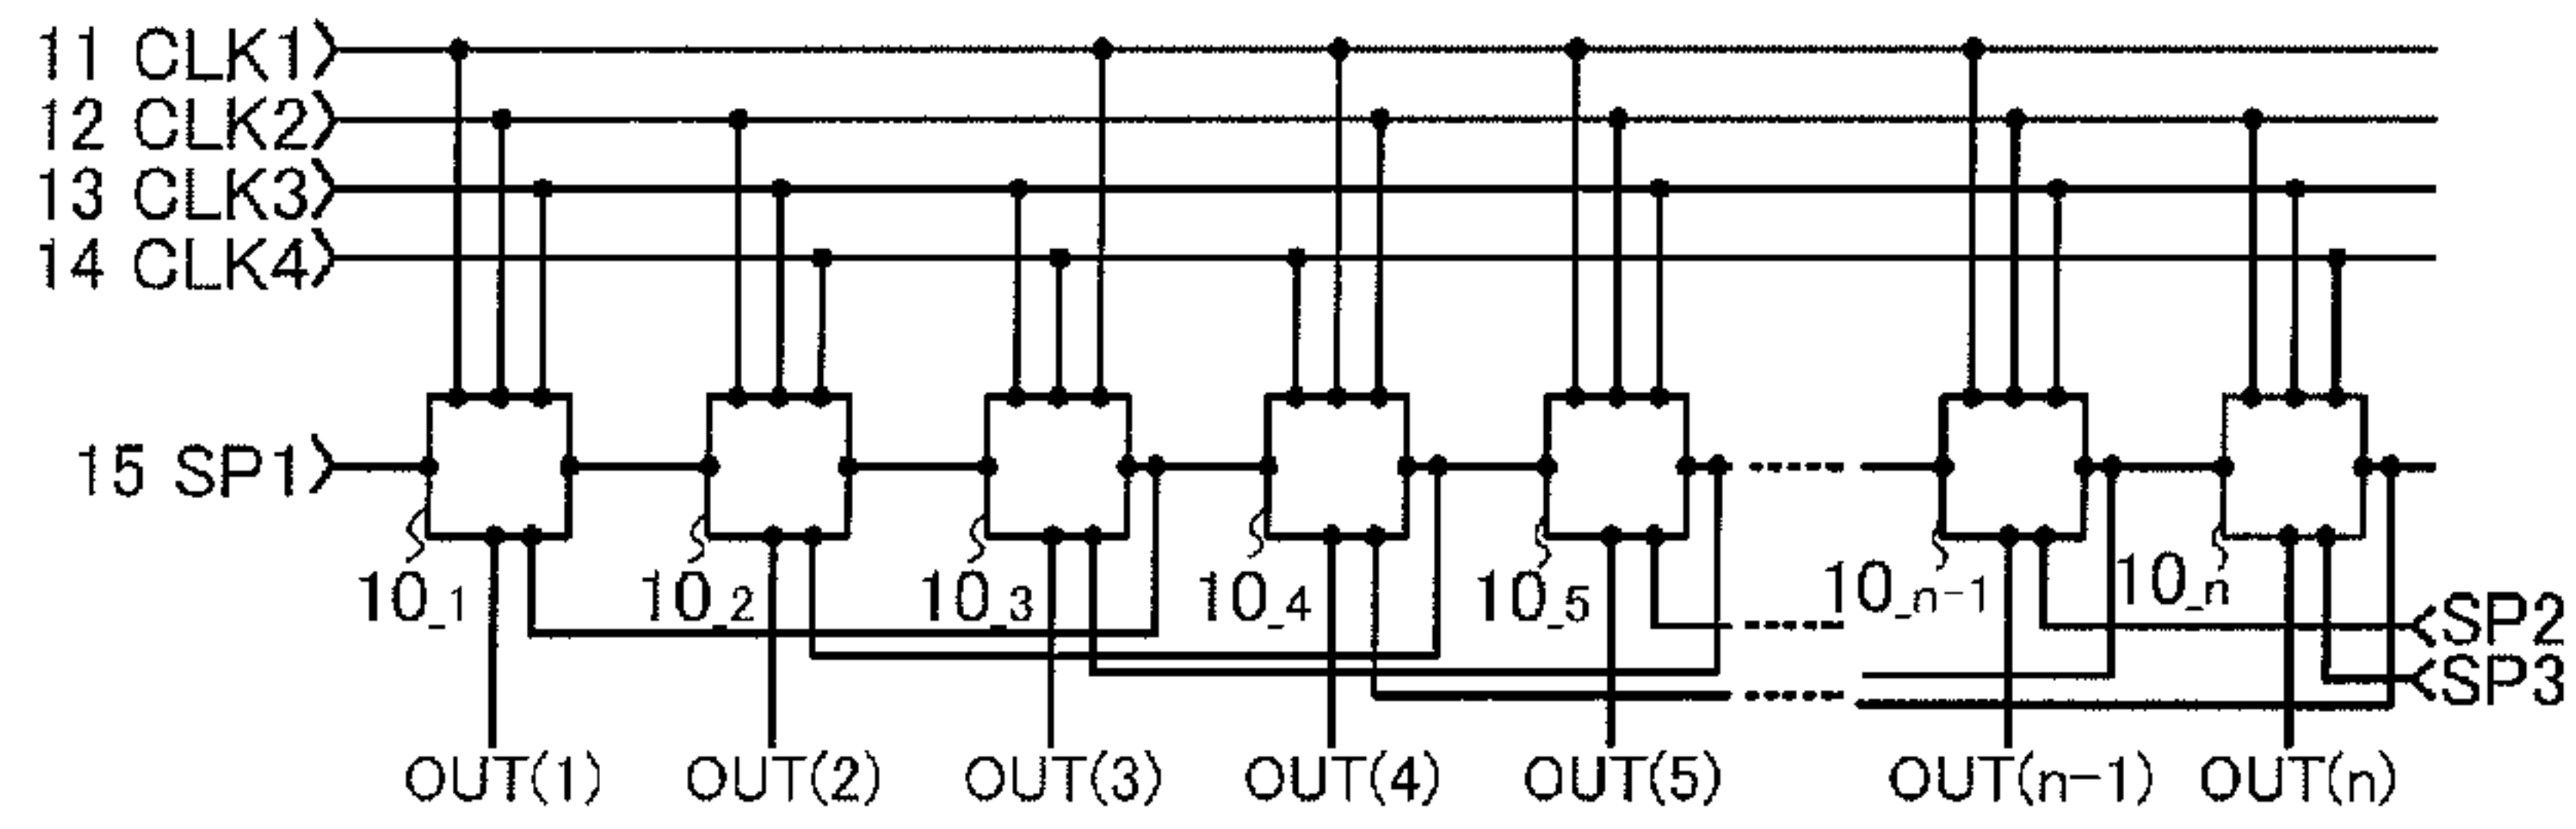 11 CLK1
12 CLK2
13 CLK3
14 CLK4
15 SP1
10_1
10_2
10_3
10_4
10_5
10_n-1
10_n
SP2
SP3
OUT(1)
OUT(2)
OUT(3)
OUT(4)
OUT(5)
OUT(n-1)
OUT(n)